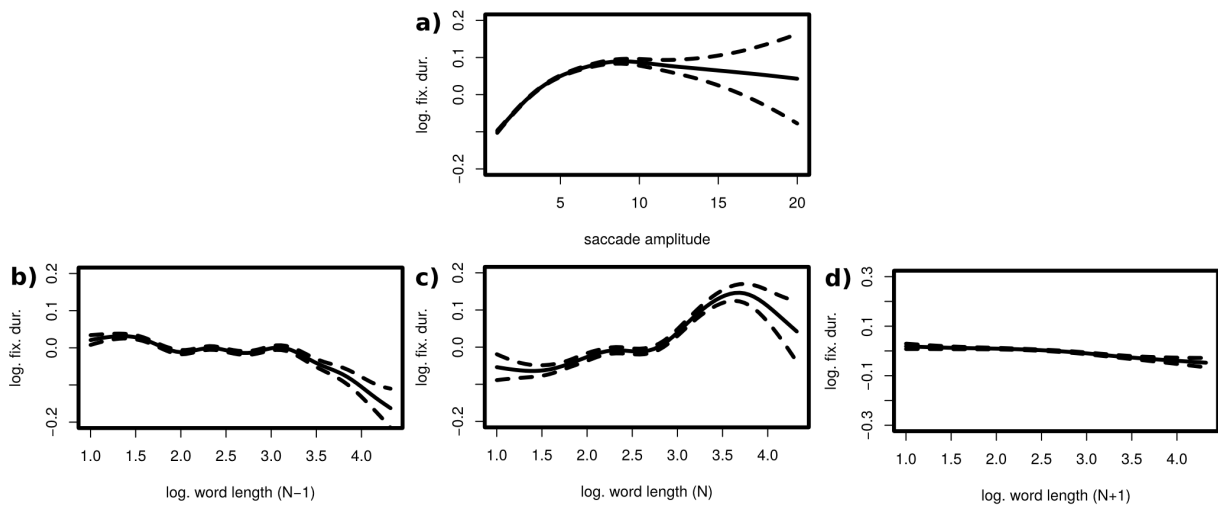 a)
log. fix. dur.
−0.2 0.0 0.1 0.2
5 10 15 20
saccade amplitude
b)
log. fix. dur.
−0.2 0.0 0.1 0.2
1.0 1.5 2.0 2.5 3.0 3.5 4.0
log. word length (N−1)
c)
log. fix. dur.
−0.2 0.0 0.1 0.2
1.0 1.5 2.0 2.5 3.0 3.5 4.0
log. word length (N)
d)
log. fix. dur.
−0.3 −0.1 0.1 0.3
1.0 1.5 2.0 2.5 3.0 3.5 4.0
log. word length (N+1)